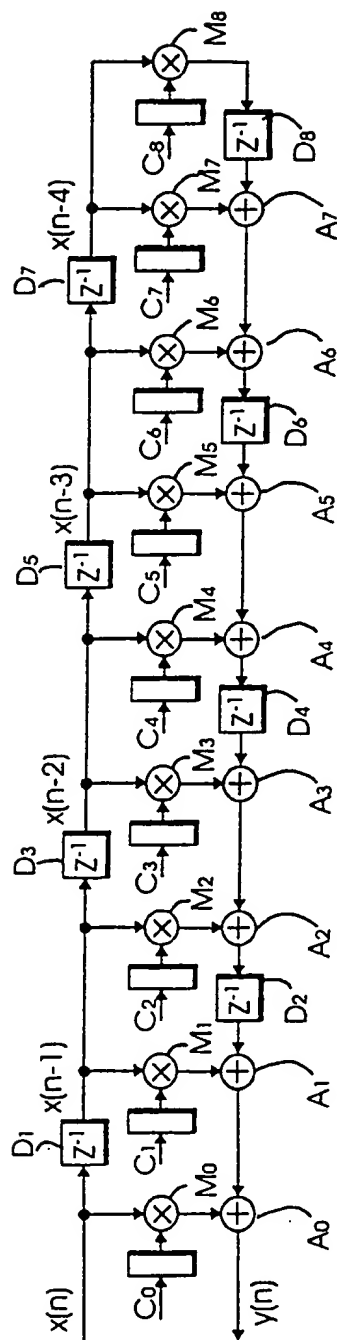 D1 D3 D5 D7
x(n) Z-1 x(n-1) Z-1 x(n-2) Z-1 x(n-3) Z-1 x(n-4)
C0 C1 C2 C3 C4 C5 C6 C7 C8
M0 M1 M2 M3 M4 M5 M6 M7 M8
y(n) Z-1 Z-1 Z-1 Z-1
A0 A1 D2 A2 A3 D4 A4 A5 D6 A6 A7 D8